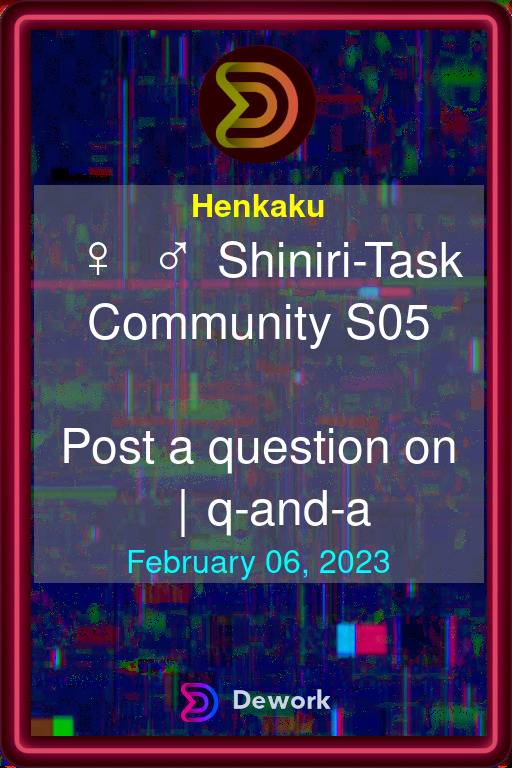 Henkaku
♀ ♂ Shiniri-Task
Community S05
Post a question on
| q-and-a
February 06, 2023
Dework